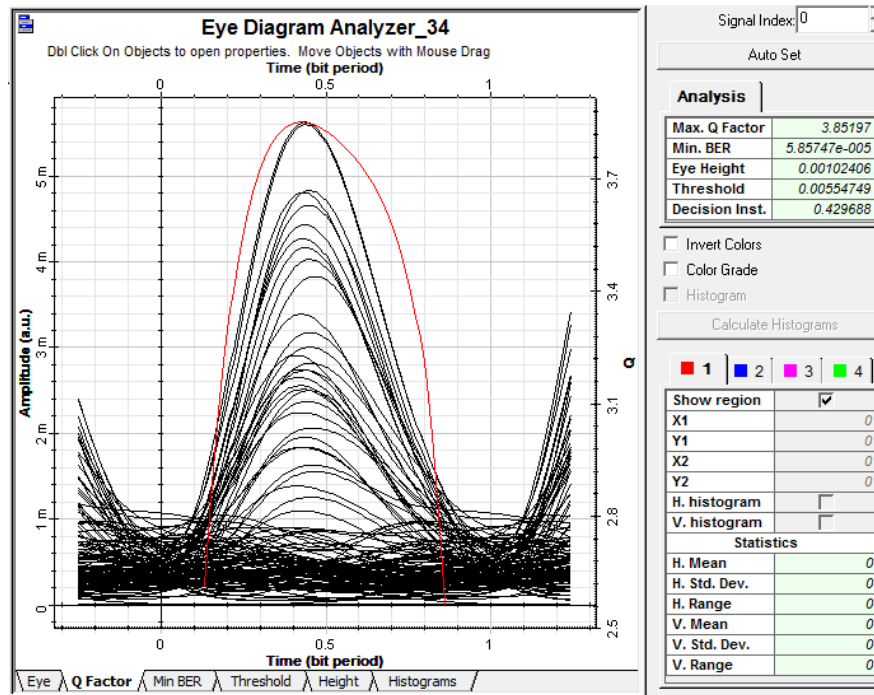 Eye Diagram Analyzer_34
Dbl Click On Objects to open properties. Move Objects with Mouse Drag
Time (bit period)
0 0.5 1
Amplitude (a.u.)
5 m
4 m
3 m
2 m
1 m
0
Q
3.7
3.4
3.1
2.8
2.5
0 0.5 1
Time (bit period)
Eye Q Factor Min BER Threshold Height Histograms
Signal Index: 0
Auto Set
Analysis
Max. Q Factor 3.85197
Min. BER 5.85747e-005
Eye Height 0.00102406
Threshold 0.00554749
Decision Inst. 0.429688
Invert Colors
Color Grade
Histogram
Calculate Histograms
1 2 3 4
Show region
X1 0
Y1 0
X2 0
Y2 0
H. histogram
V. histogram
Statistics
H. Mean 0
H. Std. Dev. 0
H. Range 0
V. Mean 0
V. Std. Dev. 0
V. Range 0